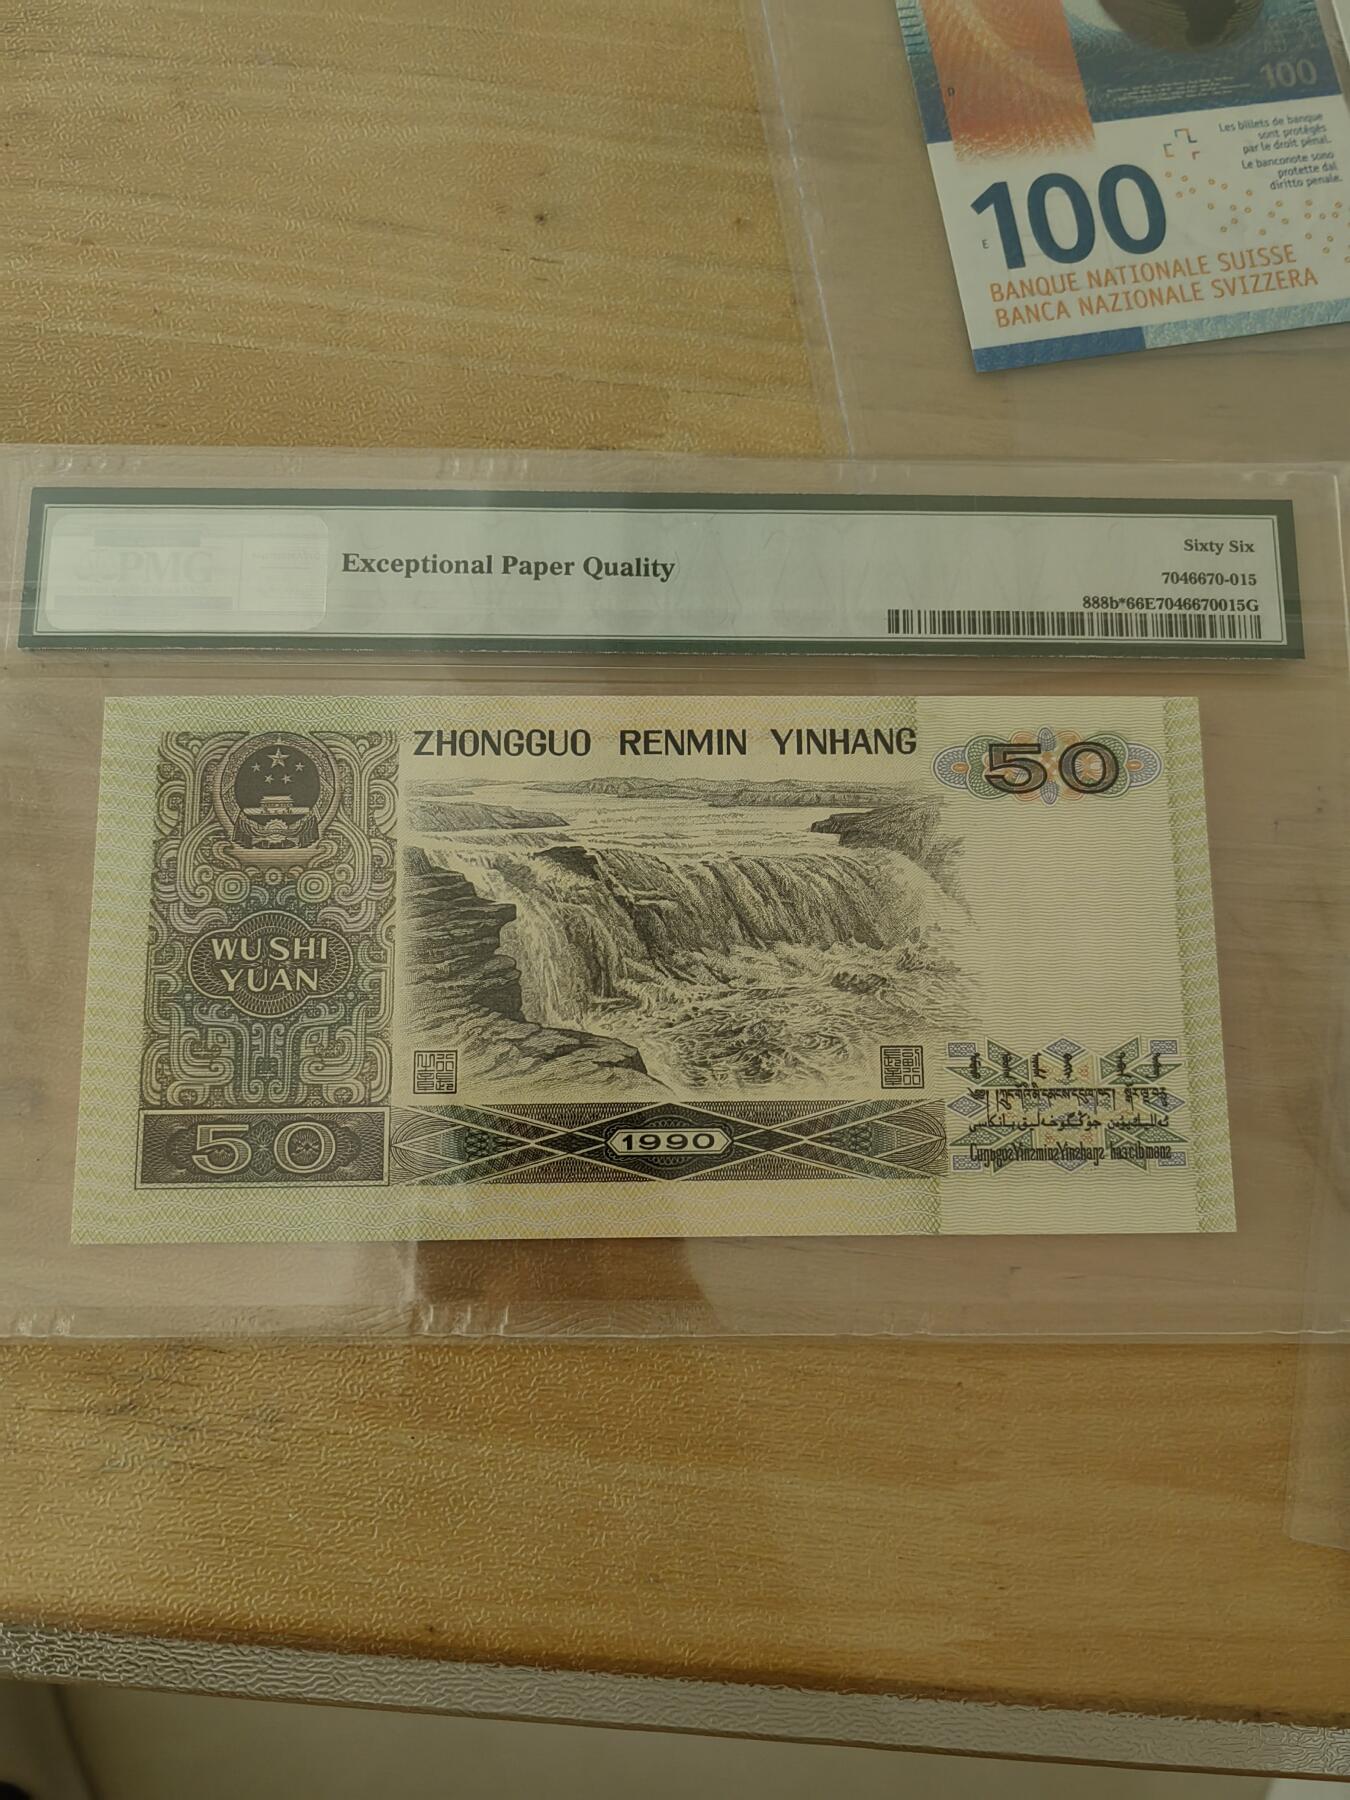 100
D
Les billets de banque
sont protégés
par le droit pénal.
Le banconote sono
protette dal
diritto penale.
100
E
BANQUE NATIONALE SUISSE
BANCA NAZIONALE SVIZZERA
PMG
Exceptional Paper Quality
Sixty Six
7046670-015
888b*66E7046670015G
ZHONGGUO RENMIN YINHANG
50
WU SHI
YUAN
50
1990